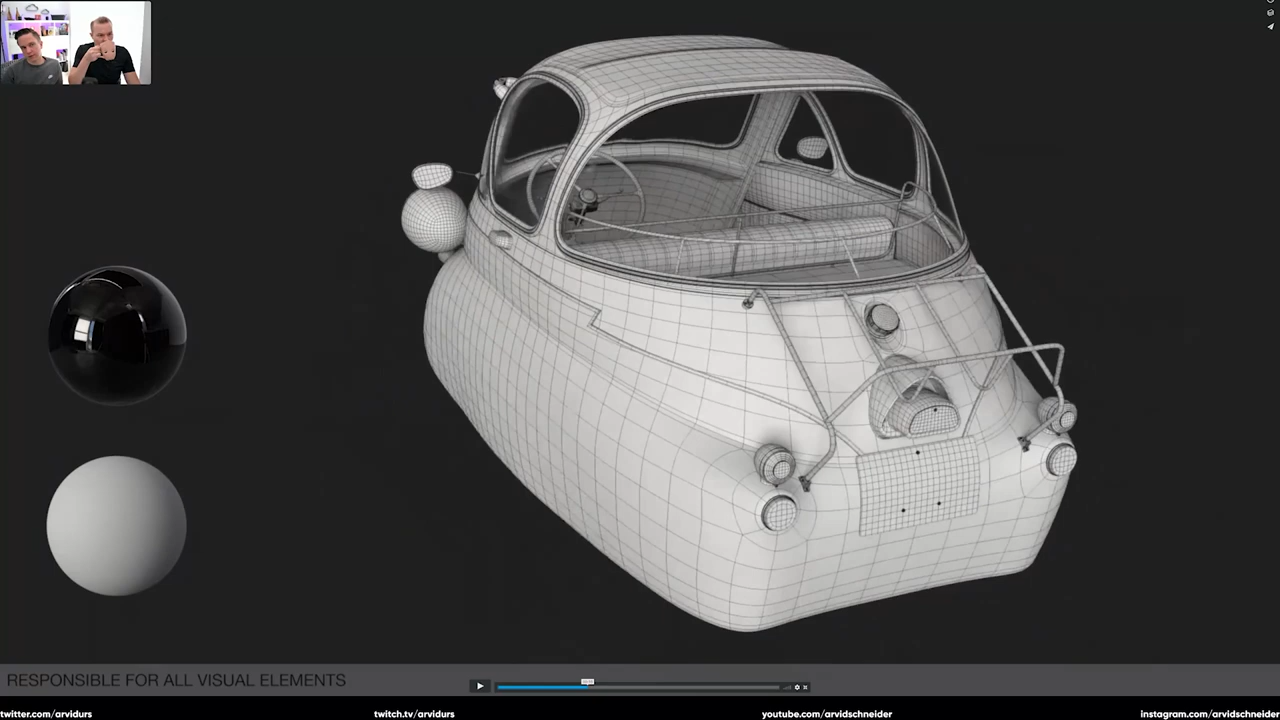 RESPONSIBLE FOR ALL VISUAL ELEMENTS
twitter.com/arvidurs
twitch.tv/arvidurs
youtube.com/arvidschneider
instagram.com/arvidschneider